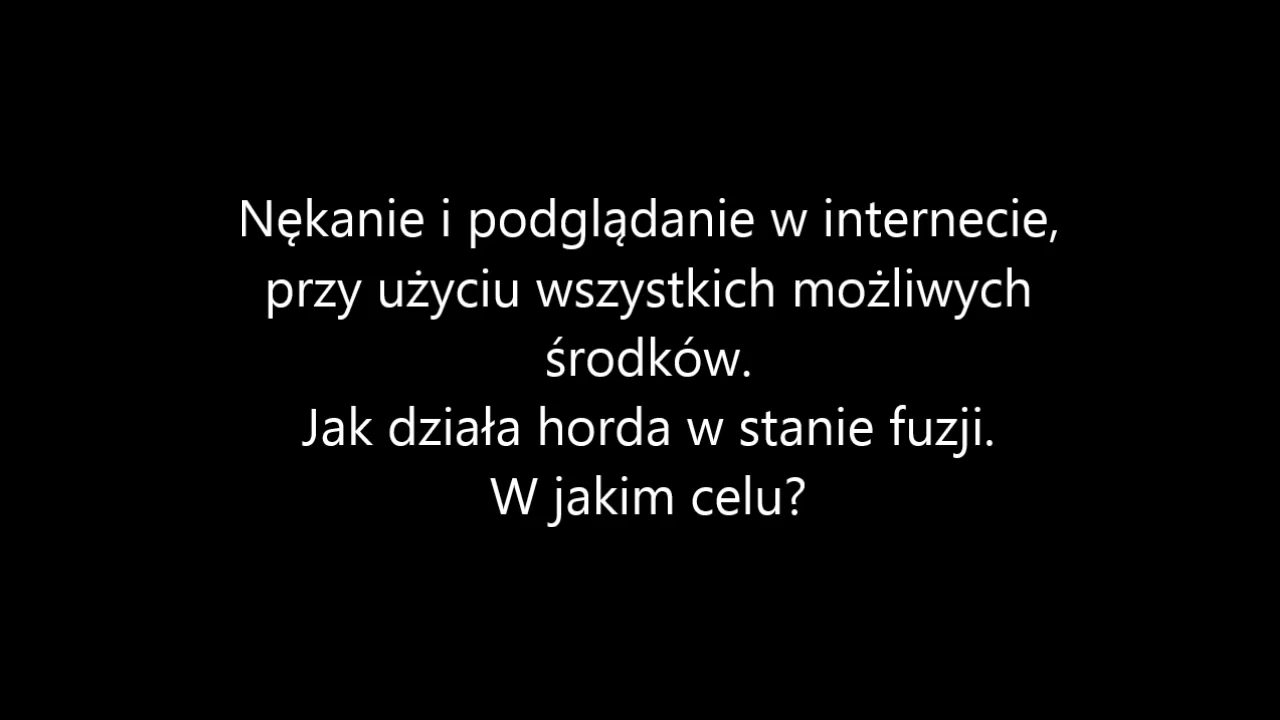 Nękanie i podglądanie w internecie,
przy użyciu wszystkich możliwych
środków.
Jak działa horda w stanie fuzji.
W jakim celu?